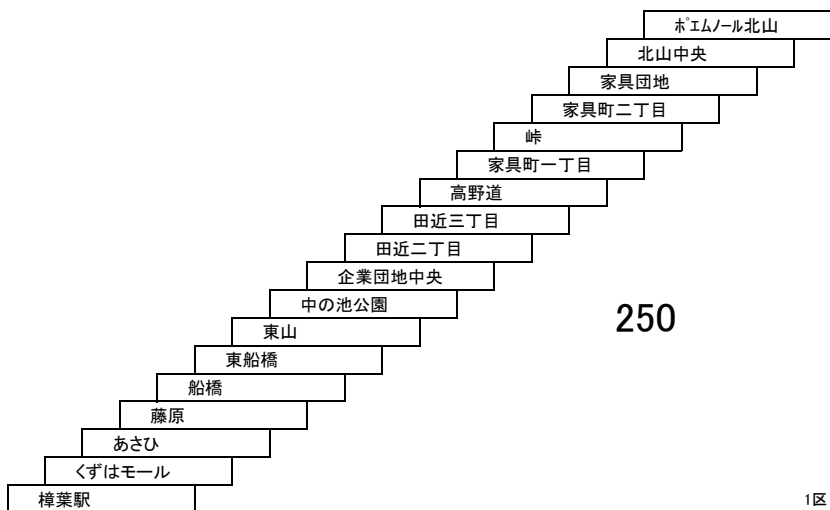 ﾎﾟエムノール北山
北山中央
家具団地
家具町二丁目
峠
家具町一丁目
高野道
田近三丁目
田近二丁目
企業団地中央
中の池公園
250
東山
東船橋
船橋
藤原
あさひ
くずはモール
樟葉駅
1区